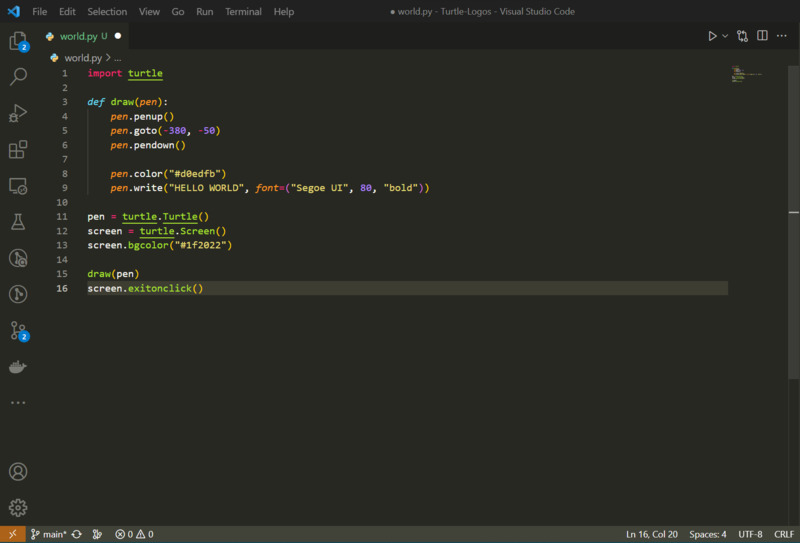 File Edit Selection View Go Run Terminal Help ● world.py - Turtle-Logos - Visual Studio Code
world.py U ●
world.py > ...
1 import turtle
2
3 def draw(pen):
4     pen.penup()
5     pen.goto(-380, -50)
6     pen.pendown()
7
8     pen.color("#d0edfb")
9     pen.write("HELLO WORLD", font=("Segoe UI", 80, "bold"))
10
11 pen = turtle.Turtle()
12 screen = turtle.Screen()
13 screen.bgcolor("#1f2022")
14
15 draw(pen)
16 screen.exitonclick()
2
2
main* 0 0 Ln 16, Col 20 Spaces: 4 UTF-8 CRLF